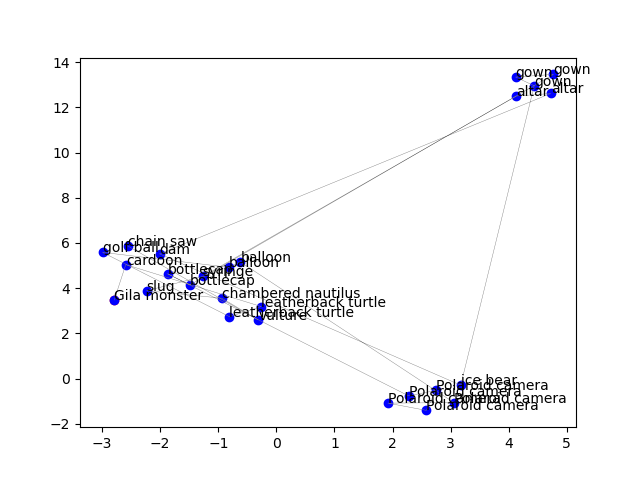 14
12
10
8
6
4
2
0
−2
−3
−2
−1
0
1
2
3
4
5
gown
gown
gown
altar
altar
chain saw
golf ball
dam
cardoon
balloon
balloon
bottlecap
bottlecap
slug
Gila monster
chambered nautilus
leatherback turtle
leatherback turtle
vulture
ice bear
Polaroid camera
Polaroid camera
Polaroid camera
Polaroid camera
Polaroid camera